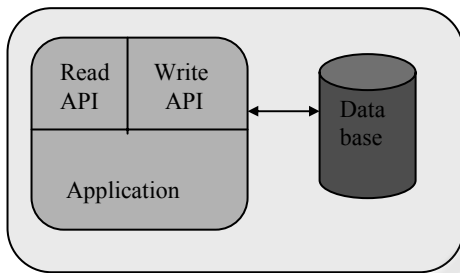 Read
API
Write
API
Application
Data
base